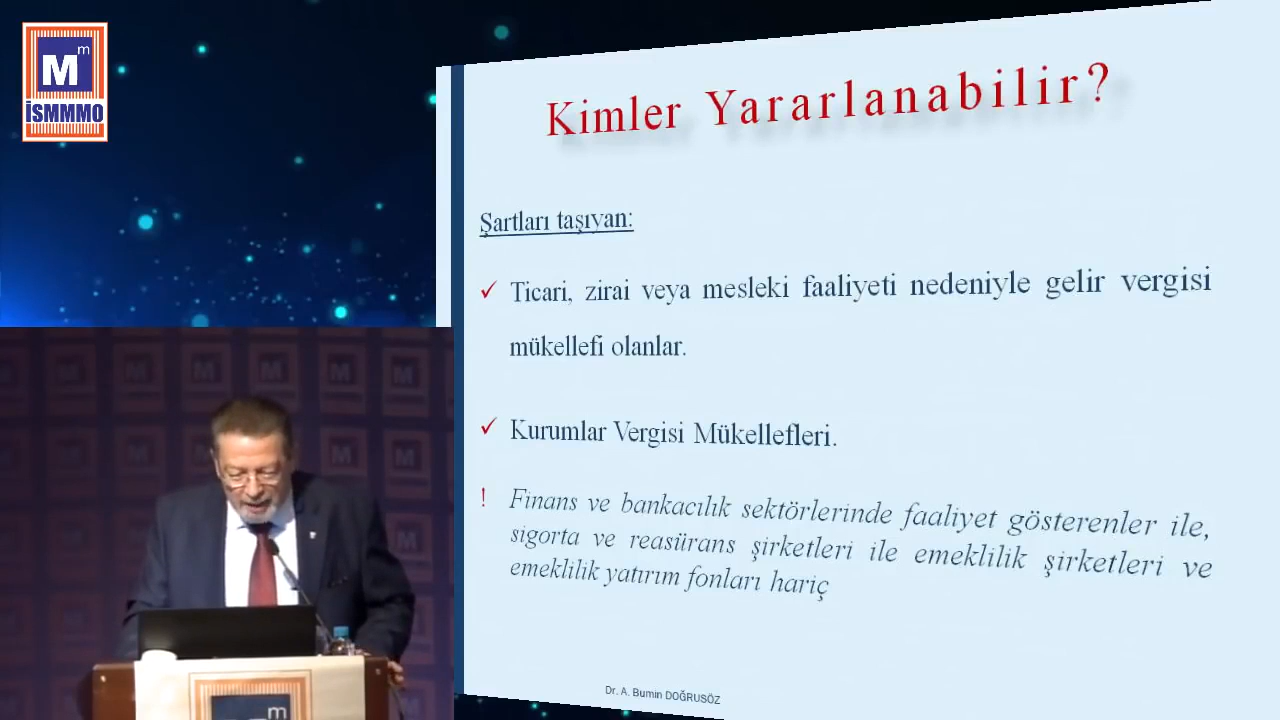 Mm
İSMMMO
Kimler Yararlanabilir?
Şartları taşıyan:
✓ Ticari, zirai veya mesleki faaliyeti nedeniyle gelir vergisi
mükellefi olanlar.
✓ Kurumlar Vergisi Mükellefleri.
! Finans ve bankacılık sektörlerinde faaliyet gösterenler ile,
sigorta ve reasürans şirketleri ile emeklilik şirketleri ve
emeklilik yatırım fonları hariç
Dr. A. Bumin DOĞRUSÖZ
m